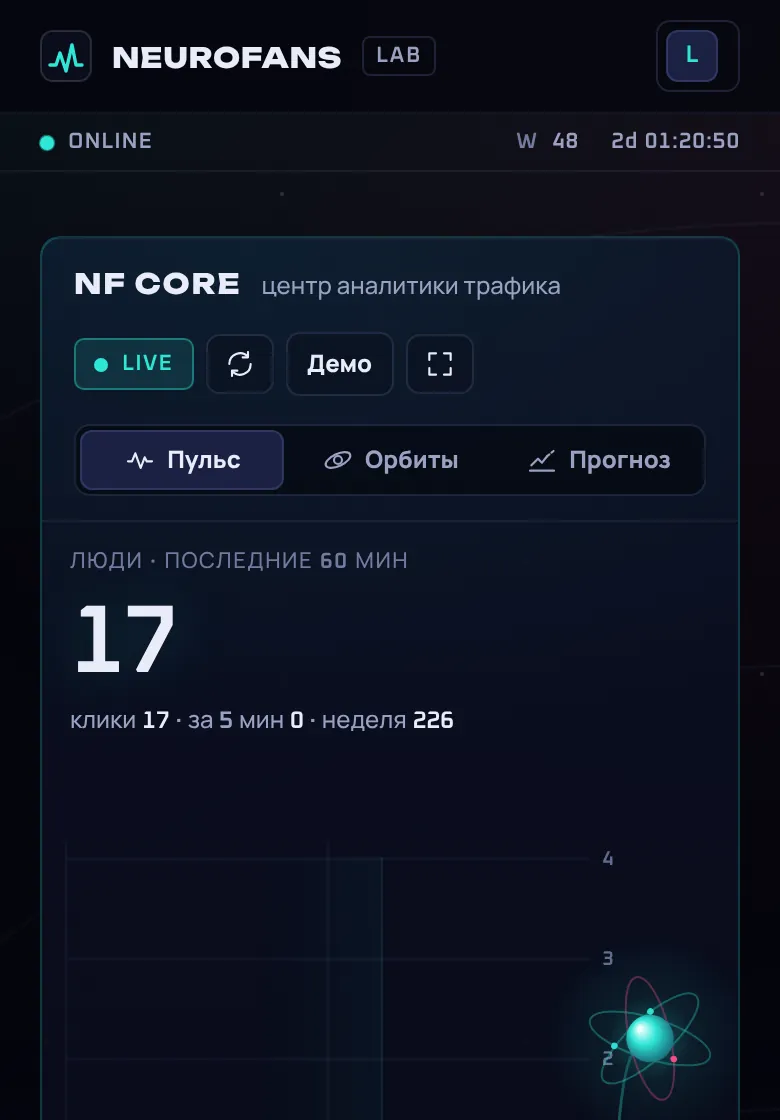 NEUROFANS LAB L
ONLINE W 48 2d 01:20:50
NF CORE центр аналитики трафика
LIVE Демо
Пульс Орбиты Прогноз
ЛЮДИ · ПОСЛЕДНИЕ 60 МИН
17
клики 17 · за 5 мин 0 · неделя 226
4
3
2